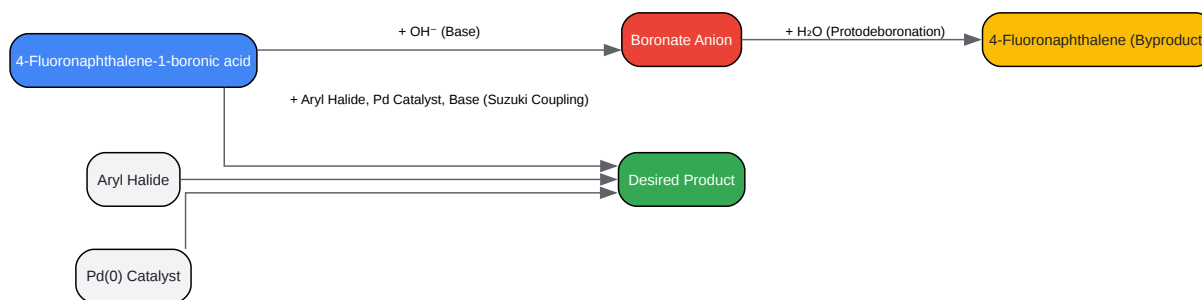 + OH⁻ (Base)
+ H₂O (Protodeboronation)
4-Fluoronaphthalene-1-boronic acid
Boronate Anion
4-Fluoronaphthalene (Byproduct
+ Aryl Halide, Pd Catalyst, Base (Suzuki Coupling)
Aryl Halide
Desired Product
Pd(0) Catalyst